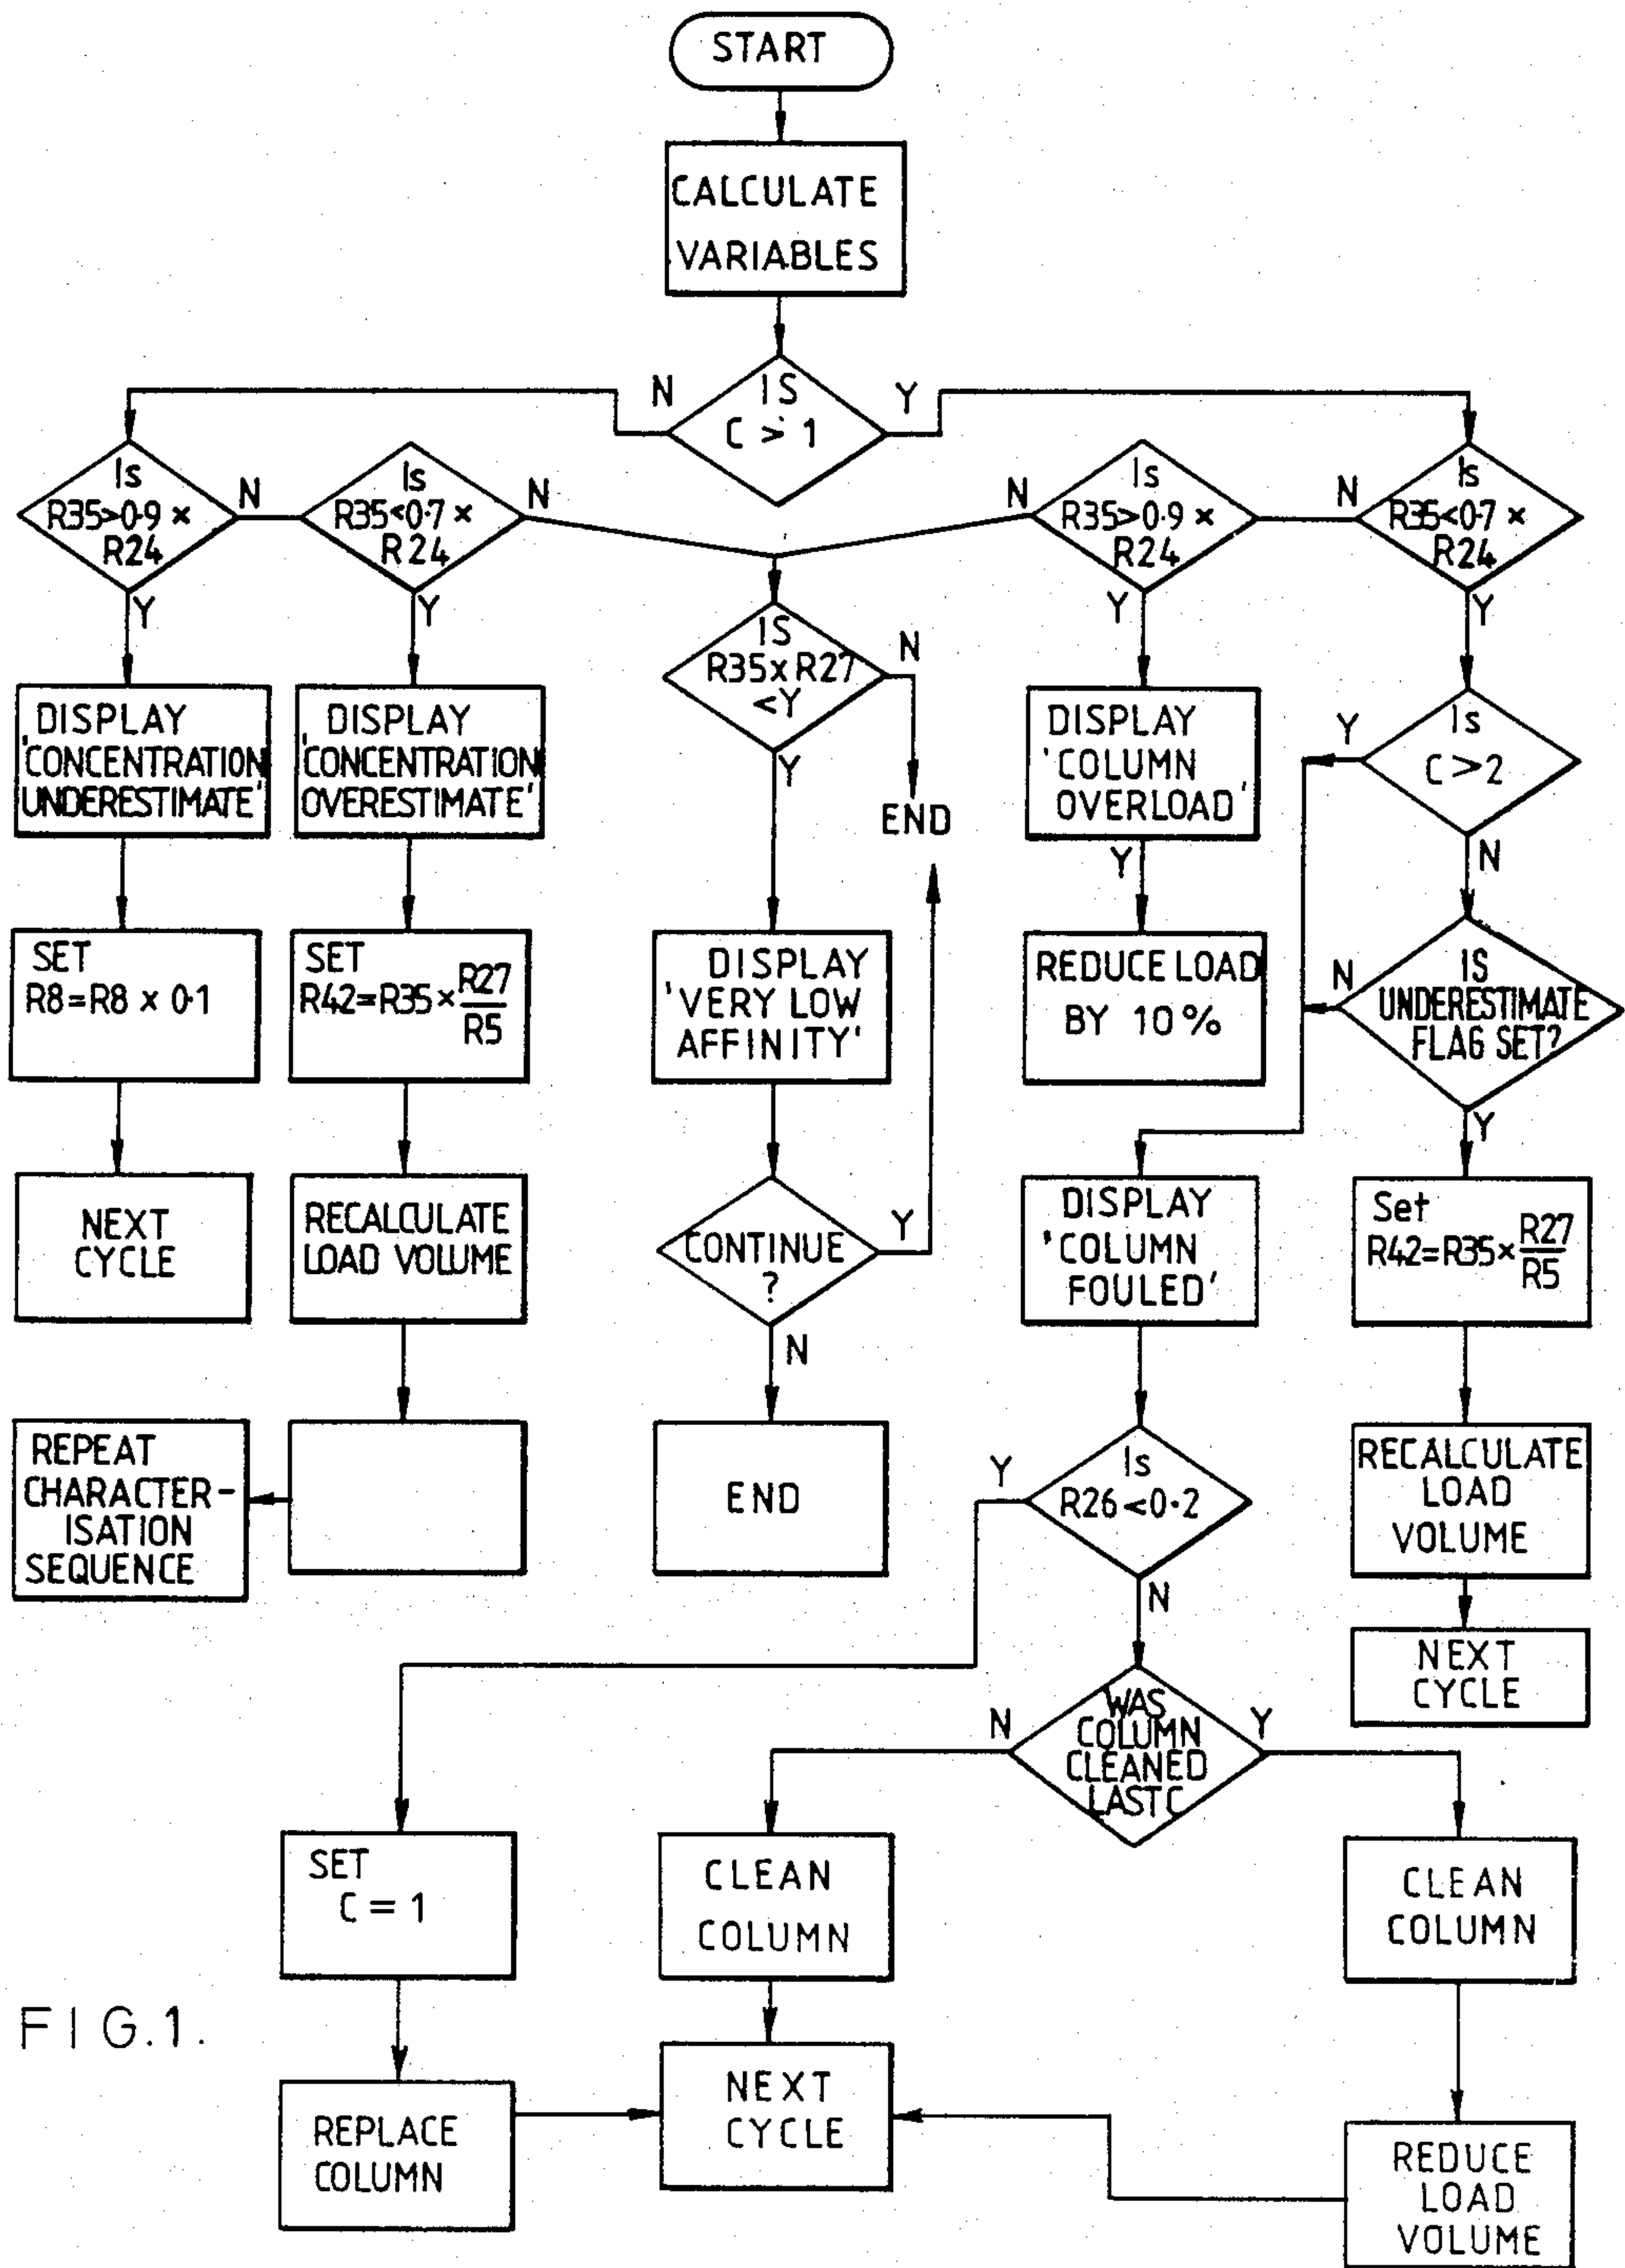 START
CALCULATE
VARIABLES
IS
C > 1
N
Y
Is
R35>0·9 ×
R24
N
Y
Is
R35<0·7 ×
R24
N
Y
Is
R35>0·9 ×
R24
N
Y
Is
R35<0·7 ×
R24
N
Y
IS
R35×R27
<Y
N
Y
END
DISPLAY
'CONCENTRATION
UNDERESTIMATE'
DISPLAY
'CONCENTRATION
OVERESTIMATE'
DISPLAY
'COLUMN
OVERLOAD'
Y
Is
C >2
Y
N
SET
R8=R8 × 0·1
SET
R42=R35×R27
R5
DISPLAY
'VERY LOW
AFFINITY'
REDUCE LOAD
BY 10%
IS
UNDERESTIMATE
FLAG SET?
N
Y
NEXT
CYCLE
RECALCULATE
LOAD VOLUME
CONTINUE
?
Y
N
DISPLAY
'COLUMN
FOULED'
Set
R42=R35×R27
R5
REPEAT
CHARACTER-
ISATION
SEQUENCE
END
Is
R26<0·2
Y
N
RECALCULATE
LOAD
VOLUME
NEXT
CYCLE
WAS
COLUMN
CLEANED
LAST C
N
Y
SET
C = 1
CLEAN
COLUMN
CLEAN
COLUMN
FIG.1.
REPLACE
COLUMN
NEXT
CYCLE
REDUCE
LOAD
VOLUME